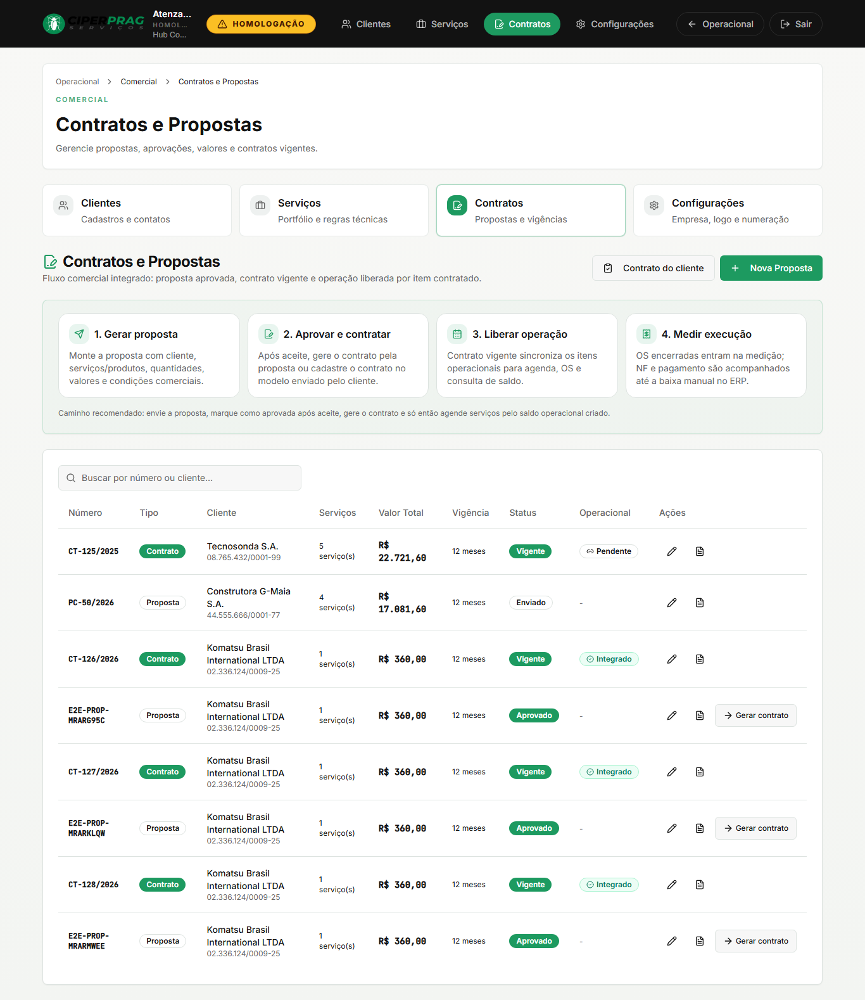 CIPERPRAG
SERVIÇOS
Atenza...
HOMOL...
Hub Co...
HOMOLOGAÇÃO
Clientes
Serviços
Contratos
Configurações
Operacional
Sair
Operacional > Comercial > Contratos e Propostas
COMERCIAL
Contratos e Propostas
Gerencie propostas, aprovações, valores e contratos vigentes.
Clientes
Cadastros e contatos
Serviços
Portfólio e regras técnicas
Contratos
Propostas e vigências
Configurações
Empresa, logo e numeração
Contratos e Propostas
Fluxo comercial integrado: proposta aprovada, contrato vigente e operação liberada por item contratado.
Contrato do cliente
+ Nova Proposta
1. Gerar proposta
Monte a proposta com cliente,
serviços/produtos, quantidades,
valores e condições comerciais.
2. Aprovar e contratar
Após aceite, gere o contrato pela
proposta ou cadastre o contrato no
modelo enviado pelo cliente.
3. Liberar operação
Contrato vigente sincroniza os itens
operacionais para agenda, OS e
consulta de saldo.
4. Medir execução
OS encerradas entram na medição;
NF e pagamento são acompanhados
até a baixa manual no ERP.
Caminho recomendado: envie a proposta, marque como aprovada após aceite, gere o contrato e só então agende serviços pelo saldo operacional criado.
Buscar por número ou cliente...
Número Tipo Cliente Serviços Valor Total Vigência Status Operacional Ações
CT-125/2025
Contrato
Tecnosonda S.A.
08.765.432/0001-99
5
serviço(s)
R$
22.721,60
12 meses
Vigente
Pendente
PC-50/2026
Proposta
Construtora G-Maia
S.A.
44.555.666/0001-77
4
serviço(s)
R$
17.081,60
12 meses
Enviado
-
CT-126/2026
Contrato
Komatsu Brasil
International LTDA
02.336.124/0009-25
1
serviço(s)
R$ 360,00
12 meses
Vigente
Integrado
E2E-PROP-
MRARG95C
Proposta
Komatsu Brasil
International LTDA
02.336.124/0009-25
1
serviço(s)
R$ 360,00
12 meses
Aprovado
-
Gerar contrato
CT-127/2026
Contrato
Komatsu Brasil
International LTDA
02.336.124/0009-25
1
serviço(s)
R$ 360,00
12 meses
Vigente
Integrado
E2E-PROP-
MRARKLQW
Proposta
Komatsu Brasil
International LTDA
02.336.124/0009-25
1
serviço(s)
R$ 360,00
12 meses
Aprovado
-
Gerar contrato
CT-128/2026
Contrato
Komatsu Brasil
International LTDA
02.336.124/0009-25
1
serviço(s)
R$ 360,00
12 meses
Vigente
Integrado
E2E-PROP-
MRARMWEE
Proposta
Komatsu Brasil
International LTDA
02.336.124/0009-25
1
serviço(s)
R$ 360,00
12 meses
Aprovado
-
Gerar contrato